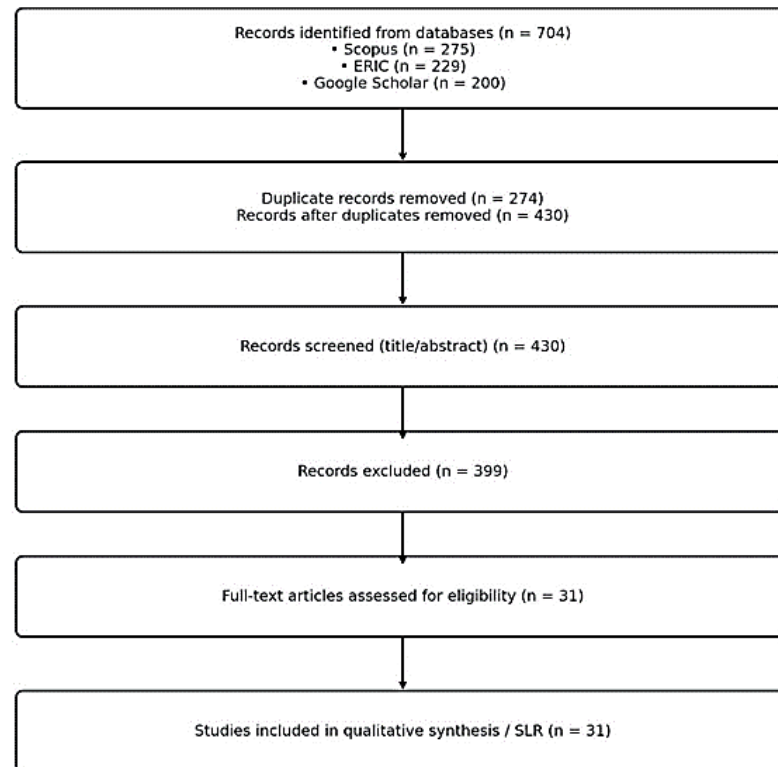 Records identified from databases (n = 704)
• Scopus (n = 275)
• ERIC (n = 229)
• Google Scholar (n = 200)
Duplicate records removed (n = 274)
Records after duplicates removed (n = 430)
Records screened (title/abstract) (n = 430)
Records excluded (n = 399)
Full-text articles assessed for eligibility (n = 31)
Studies included in qualitative synthesis / SLR (n = 31)